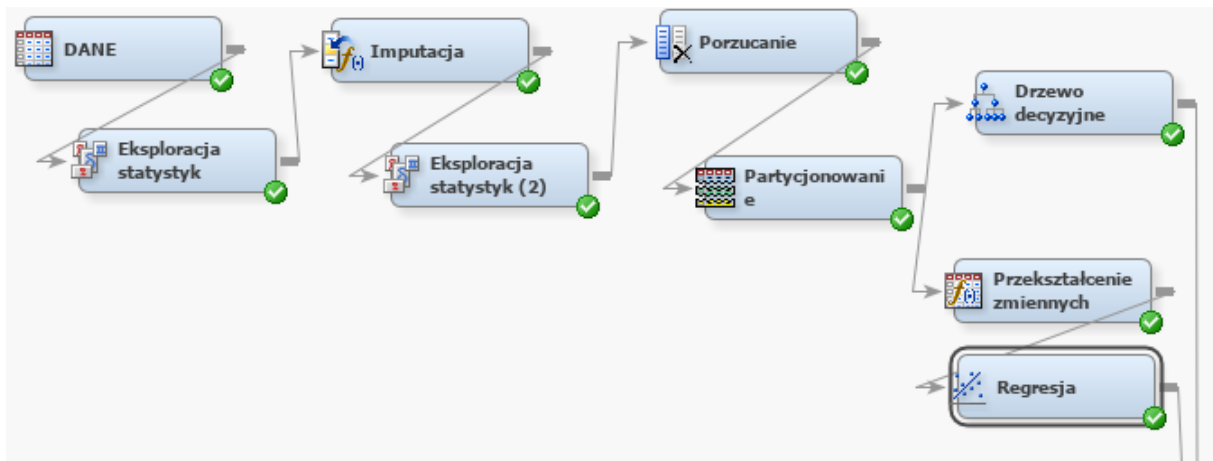 DANE
Eksploracja
statystyk
Imputacja
Eksploracja
statystyk (2)
Porzucanie
Partycjonowani
e
Drzewo
decyzyjne
Przekształcenie
zmiennych
Regresja